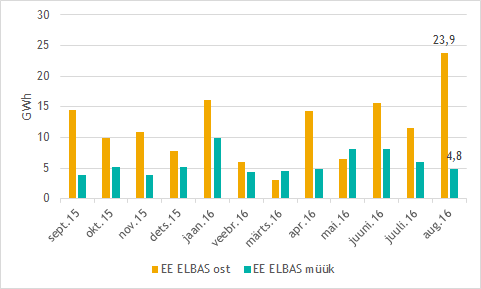 30
25
20
15
10
5
0
GWh
23,9
4,8
sept.15
okt.15
nov.15
dets.15
jaan.16
veebr.16
märts.16
apr.16
mai.16
juuni.16
juuli.16
aug.16
EE ELBAS ost
EE ELBAS müük